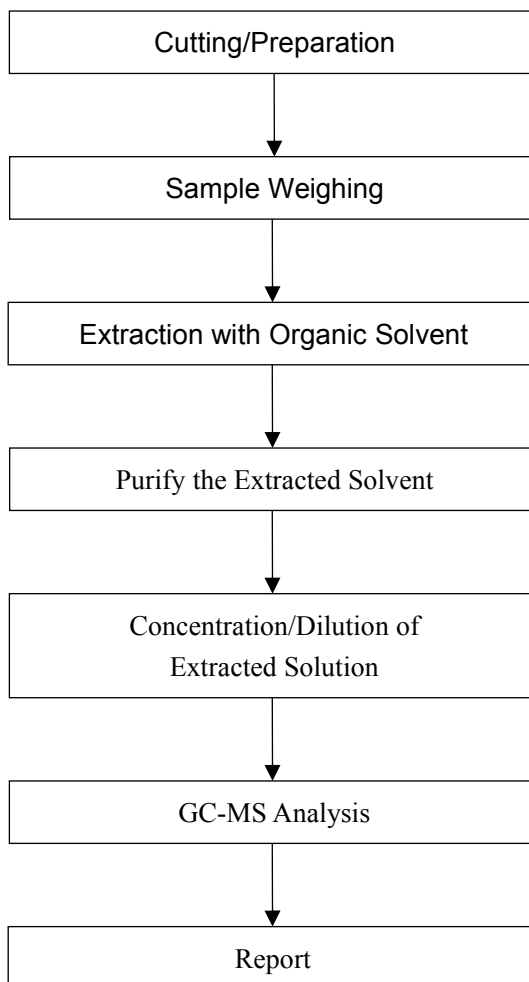 Cutting/Preparation
Sample Weighing
Extraction with Organic Solvent
Purify the Extracted Solvent
Concentration/Dilution of
Extracted Solution
GC-MS Analysis
Report